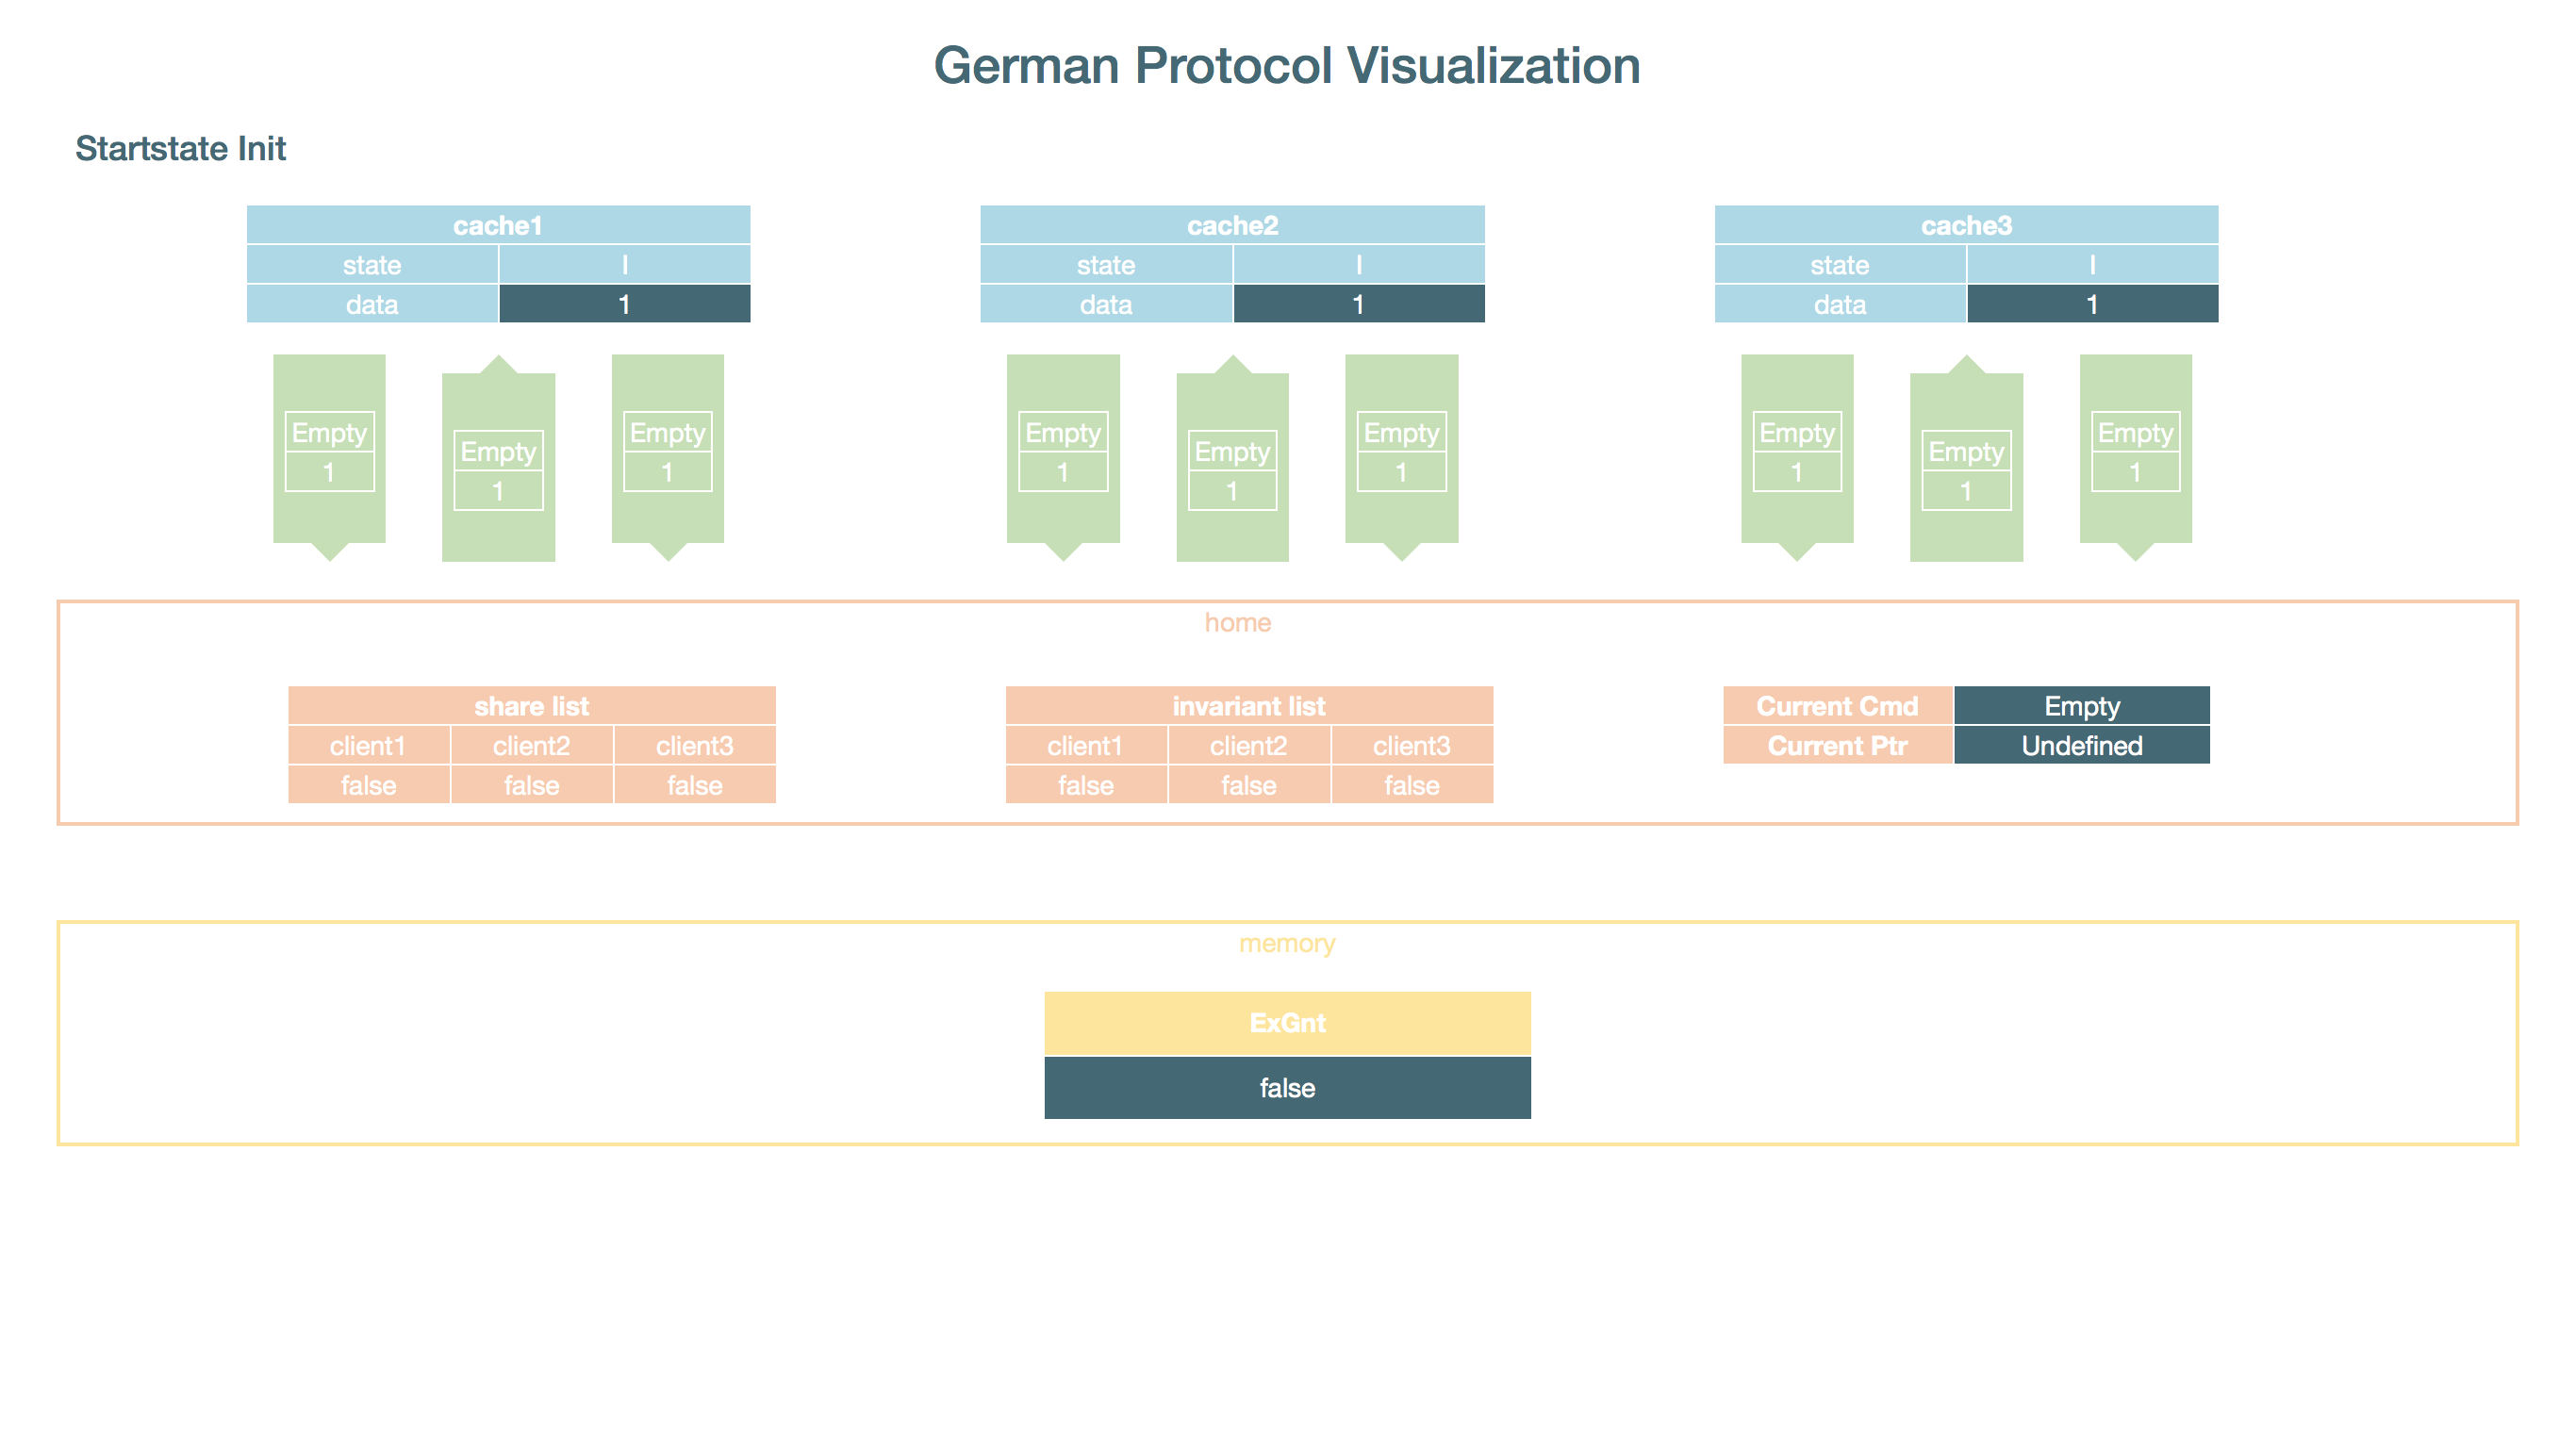 German Protocol Visualization
Startstate Init
cache1
state I
data 1
cache2
state I
data 1
cache3
state I
data 1
Empty
1
Empty
1
Empty
1
Empty
1
Empty
1
Empty
1
Empty
1
Empty
1
Empty
1
home
share list
client1 client2 client3
false false false
invariant list
client1 client2 client3
false false false
Current Cmd Empty
Current Ptr Undefined
memory
ExGnt
false